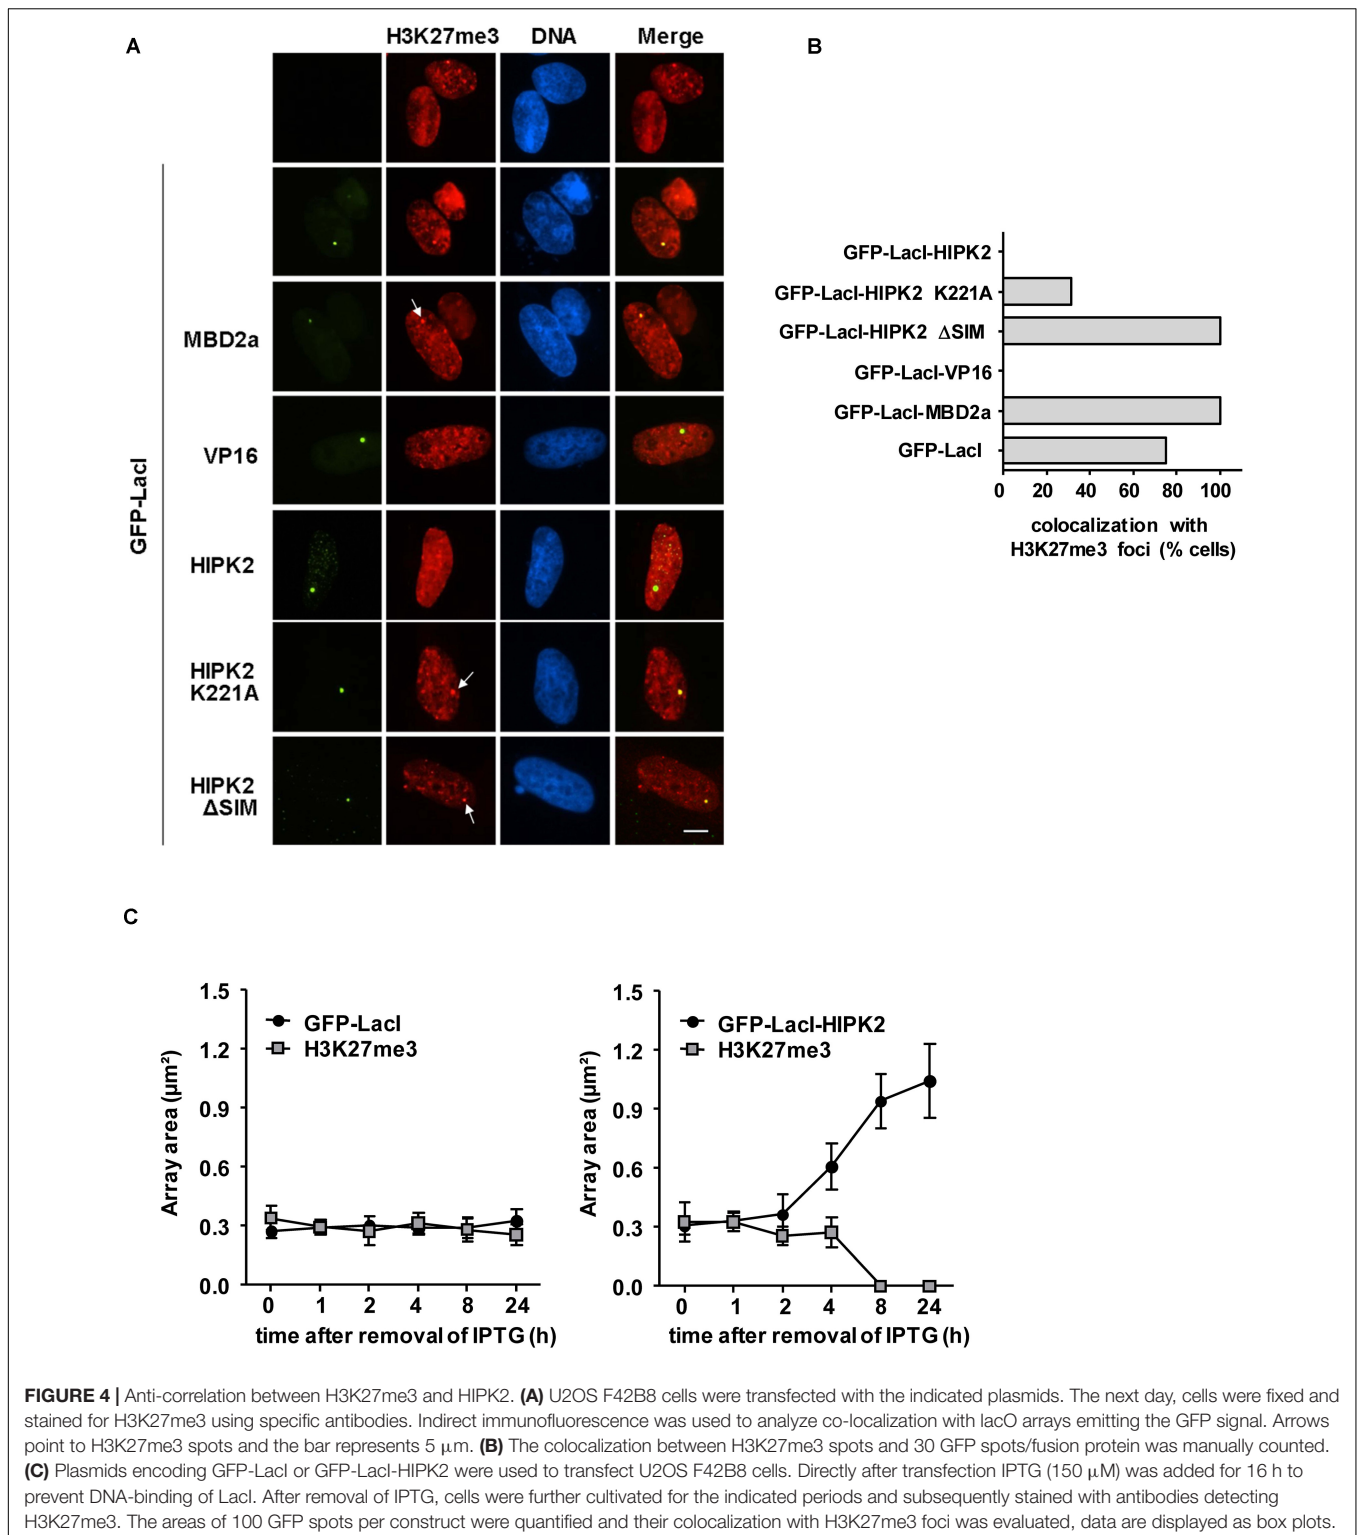 A
H3K27me3 DNA Merge
GFP-LacI
MBD2a
VP16
HIPK2
HIPK2
K221A
HIPK2
ΔSIM
B
GFP-LacI-HIPK2
GFP-LacI-HIPK2 K221A
GFP-LacI-HIPK2 ΔSIM
GFP-LacI-VP16
GFP-LacI-MBD2a
GFP-LacI
0 20 40 60 80 100
colocalization with
H3K27me3 foci (% cells)
C
1.5
1.2
0.9
0.6
0.3
0.0
Array area (µm²)
GFP-LacI
H3K27me3
0 1 2 4 8 24
time after removal of IPTG (h)
1.5
1.2
0.9
0.6
0.3
0.0
Array area (µm²)
GFP-LacI-HIPK2
H3K27me3
0 1 2 4 8 24
time after removal of IPTG (h)
FIGURE 4 | Anti-correlation between H3K27me3 and HIPK2. (A) U2OS F42B8 cells were transfected with the indicated plasmids. The next day, cells were fixed and
stained for H3K27me3 using specific antibodies. Indirect immunofluorescence was used to analyze co-localization with lacO arrays emitting the GFP signal. Arrows
point to H3K27me3 spots and the bar represents 5 µm. (B) The colocalization between H3K27me3 spots and 30 GFP spots/fusion protein was manually counted.
(C) Plasmids encoding GFP-LacI or GFP-LacI-HIPK2 were used to transfect U2OS F42B8 cells. Directly after transfection IPTG (150 µM) was added for 16 h to
prevent DNA-binding of LacI. After removal of IPTG, cells were further cultivated for the indicated periods and subsequently stained with antibodies detecting
H3K27me3. The areas of 100 GFP spots per construct were quantified and their colocalization with H3K27me3 foci was evaluated, data are displayed as box plots.